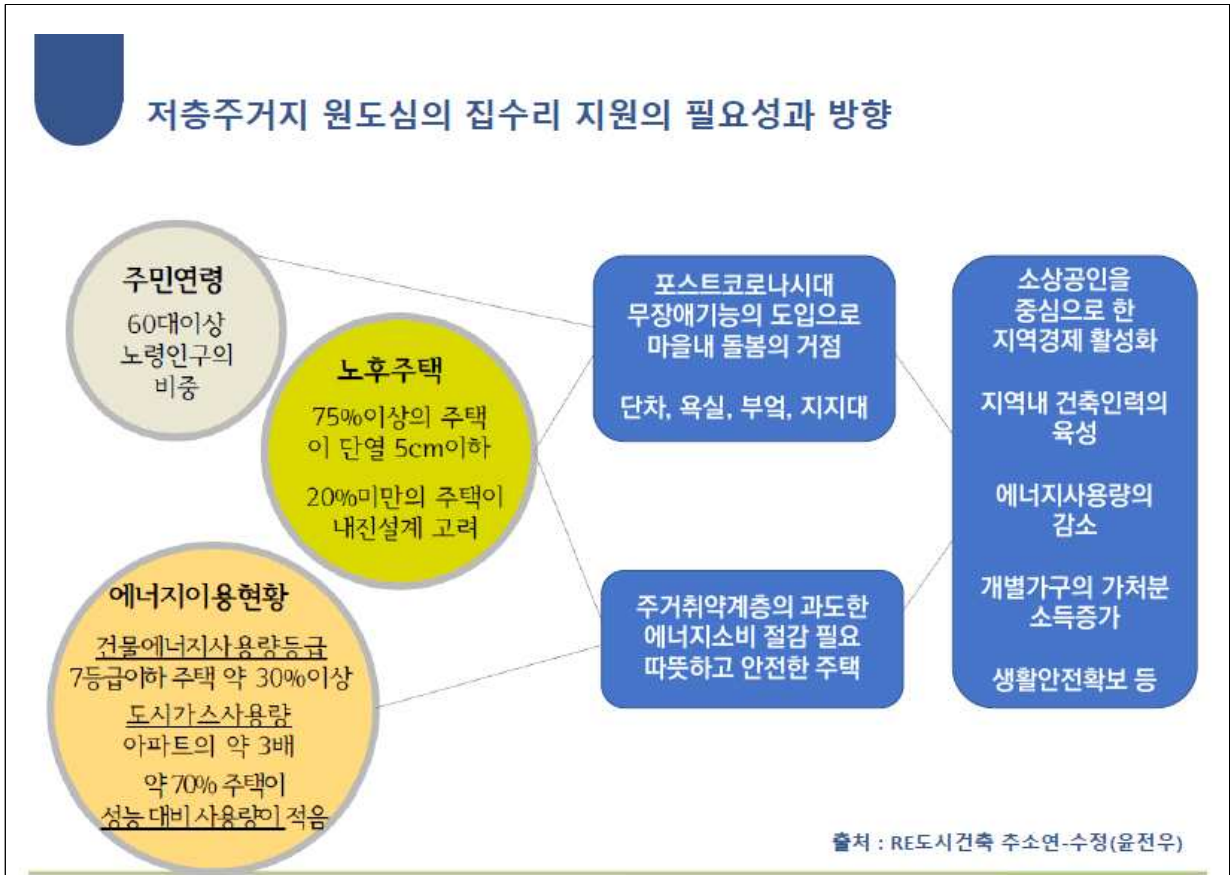 저층주거지 원도심의 집수리 지원의 필요성과 방향
주민연령
60대이상
노령인구의
비중
노후주택
75%이상의 주택
이 단열 5cm이하
20%미만의 주택이
내진설계 고려
에너지이용현황
건물에너지사용량등급
7등급이하 주택 약 30%이상
도시가스사용량
아파트의 약 3배
약 70% 주택이
성능 대비 사용량이 적음
포스트코로나시대
무장애기능의 도입으로
마을내 돌봄의 거점
단차, 욕실, 부엌, 지지대
주거취약계층의 과도한
에너지소비 절감 필요
따뜻하고 안전한 주택
소상공인을
중심으로 한
지역경제 활성화
지역내 건축인력의
육성
에너지사용량의
감소
개별가구의 가처분
소득증가
생활안전확보 등
출처 : RE도시건축 추소연-수정(윤전우)